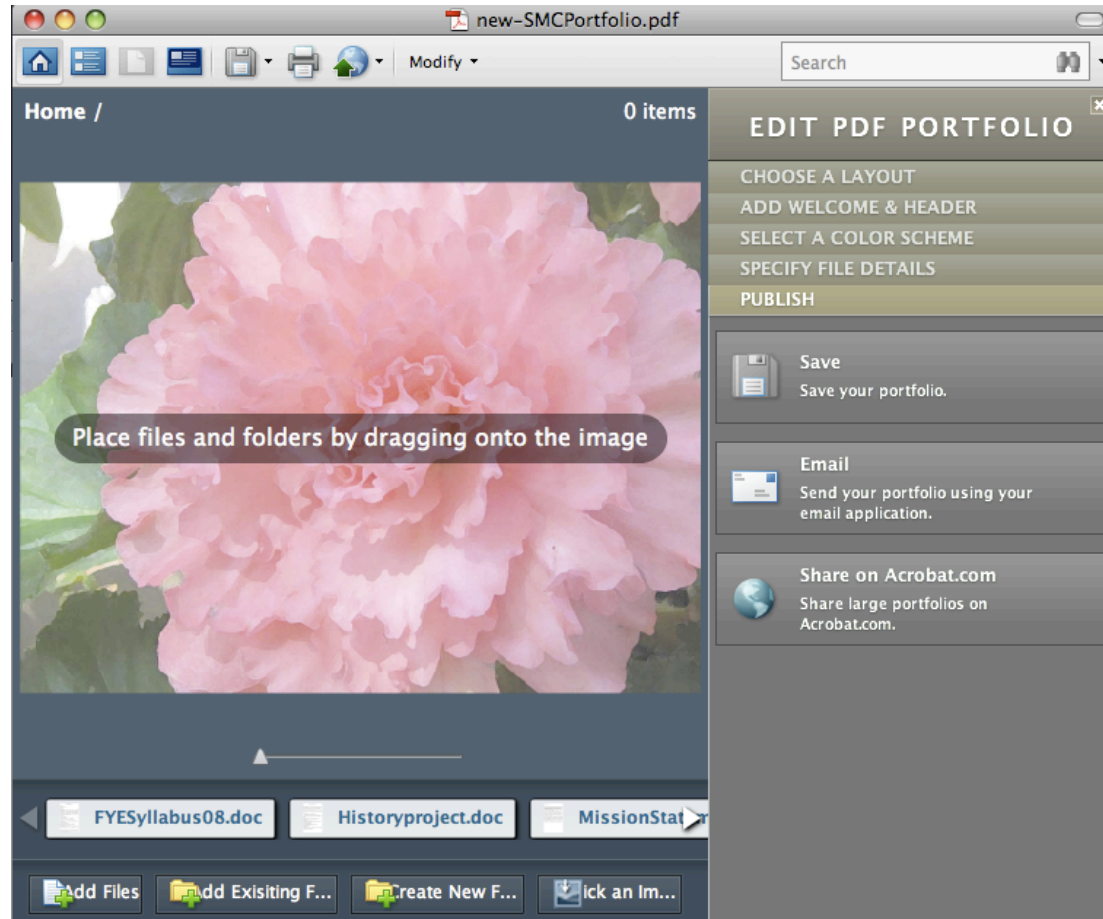 new-SMCPortfolio.pdf
Modify
Search
Home /
0 items
Place files and folders by dragging onto the image
FYESyllabus08.doc
Historyproject.doc
MissionStat
Add Files
Add Exisiting F...
Create New F...
ick an Im...
EDIT PDF PORTFOLIO
CHOOSE A LAYOUT
ADD WELCOME & HEADER
SELECT A COLOR SCHEME
SPECIFY FILE DETAILS
PUBLISH
Save
Save your portfolio.
Email
Send your portfolio using your
email application.
Share on Acrobat.com
Share large portfolios on
Acrobat.com.